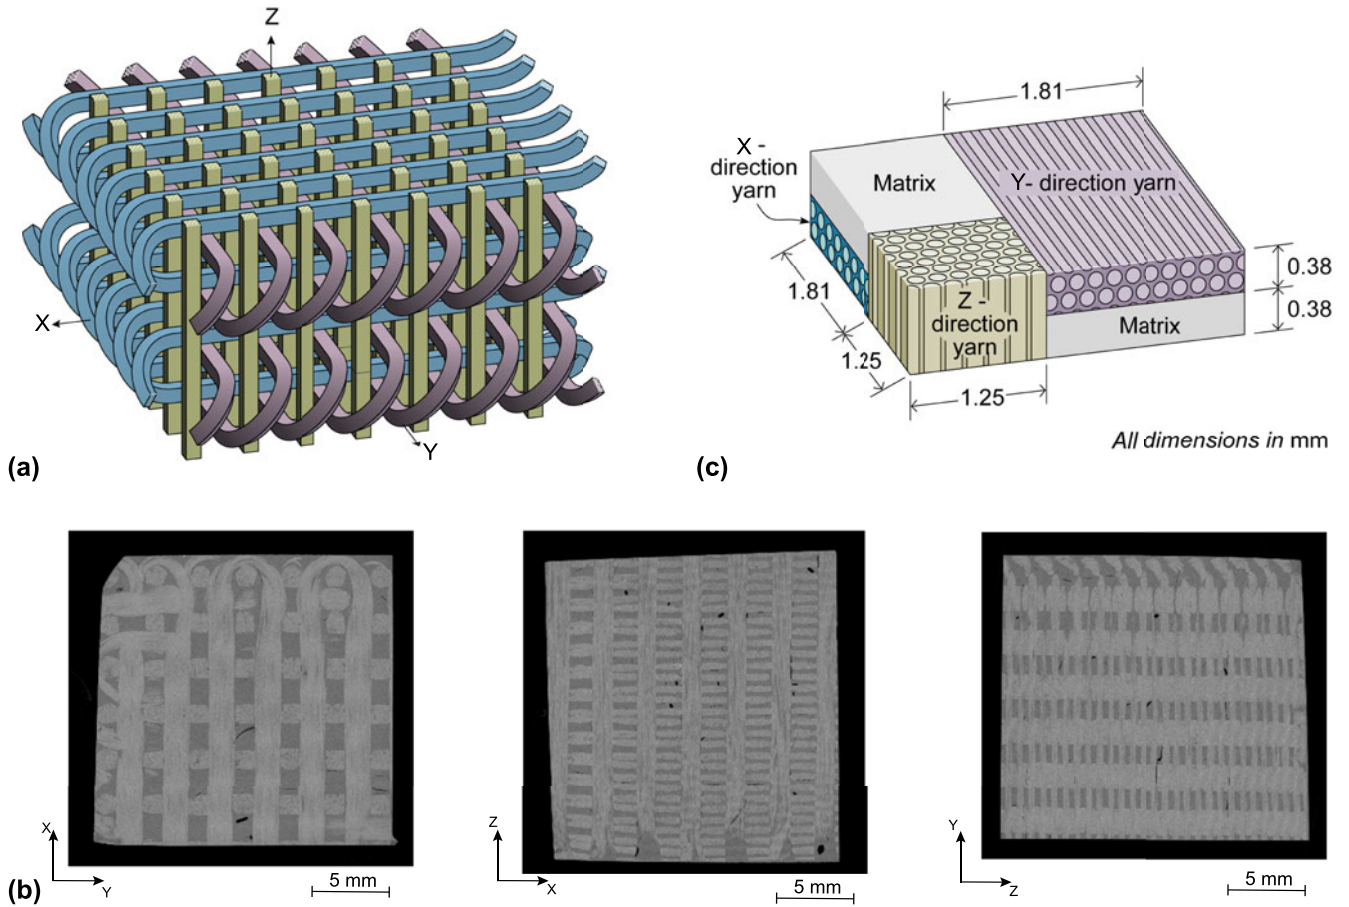 Z
X
Y
(a)
1.81
X -
direction
yarn
Matrix
Y- direction yarn
Z -
direction
yarn
Matrix
0.38
0.38
1.81
1.25
1.25
All dimensions in mm
(c)
X
Y
5 mm
Z
X
5 mm
Y
Z
5 mm
(b)